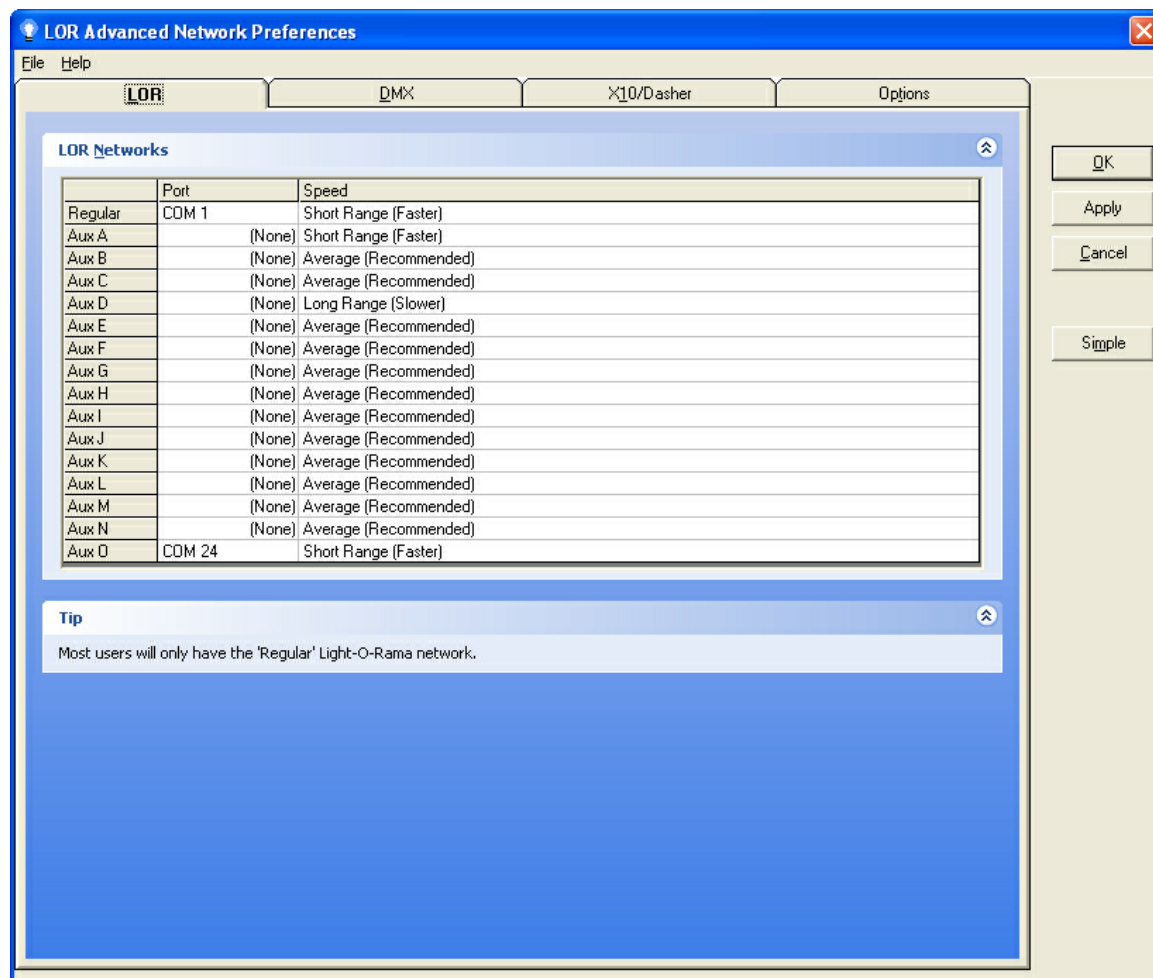 LOR Advanced Network Preferences
File Help
LOR DMX X10/Dasher Options
LOR Networks
Port Speed
Regular COM 1 Short Range (Faster)
Aux A (None) Short Range (Faster)
Aux B (None) Average (Recommended)
Aux C (None) Average (Recommended)
Aux D (None) Long Range (Slower)
Aux E (None) Average (Recommended)
Aux F (None) Average (Recommended)
Aux G (None) Average (Recommended)
Aux H (None) Average (Recommended)
Aux I (None) Average (Recommended)
Aux J (None) Average (Recommended)
Aux K (None) Average (Recommended)
Aux L (None) Average (Recommended)
Aux M (None) Average (Recommended)
Aux N (None) Average (Recommended)
Aux O COM 24 Short Range (Faster)
Tip
Most users will only have the 'Regular' Light-O-Rama network.
OK
Apply
Cancel
Simple